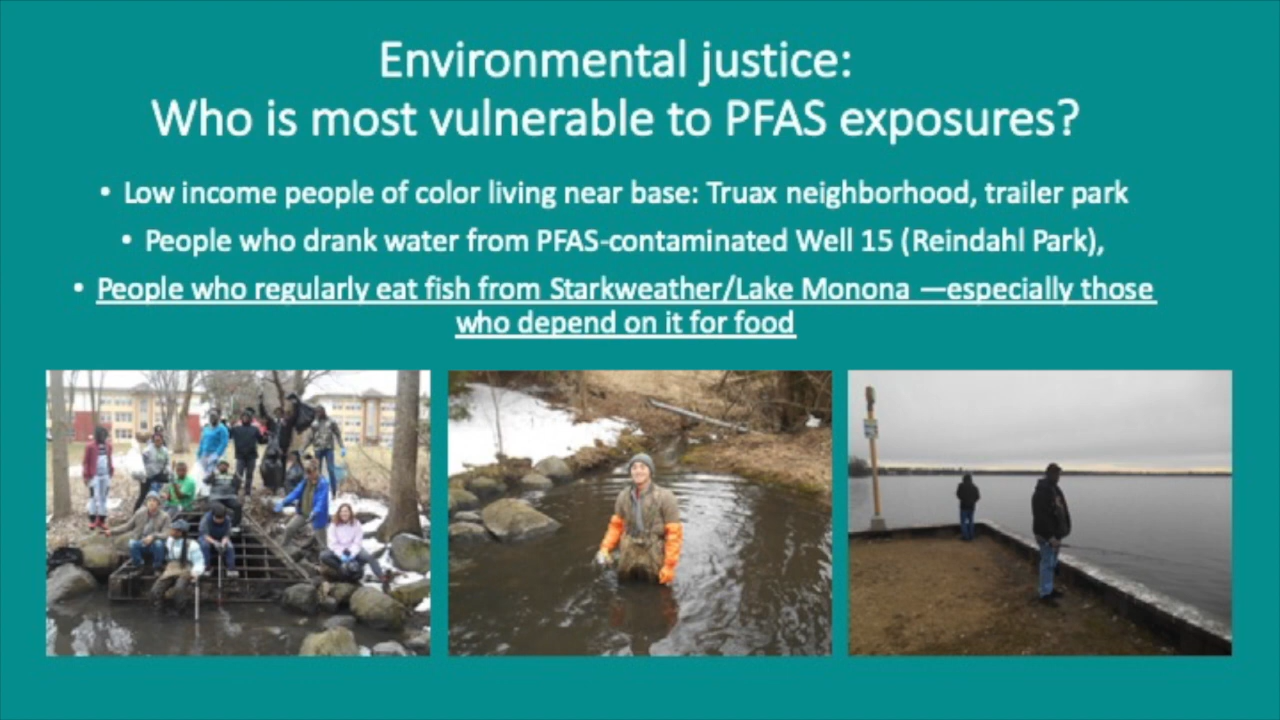 Environmental justice:
Who is most vulnerable to PFAS exposures?
• Low income people of color living near base: Truax neighborhood, trailer park
• People who drank water from PFAS-contaminated Well 15 (Reindahl Park),
• People who regularly eat fish from Starkweather/Lake Monona —especially those
who depend on it for food